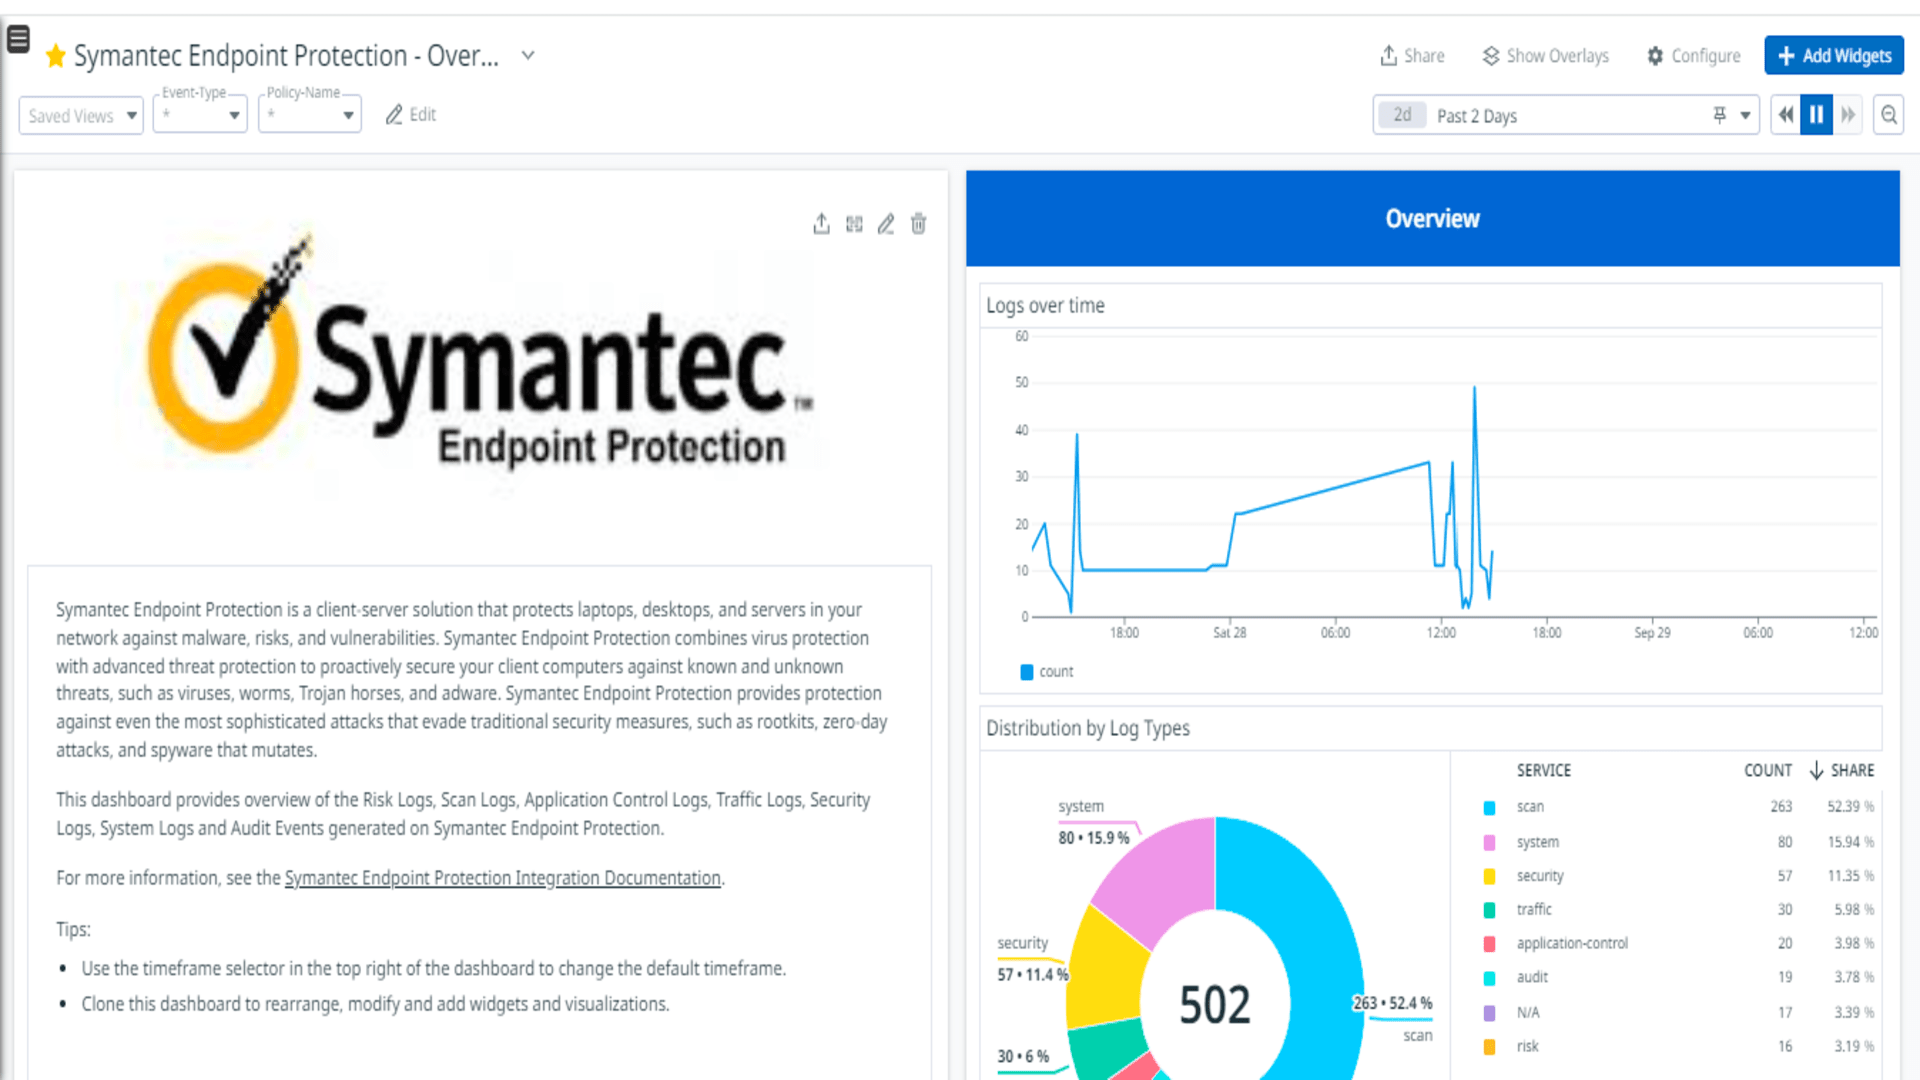 Symantec Endpoint Protection - Over...
Share
Show Overlays
Configure
Add Widgets
Saved Views
Event-Type
*
Policy-Name
*
Edit
2d
Past 2 Days
Symantec™
Endpoint Protection
Symantec Endpoint Protection is a client-server solution that protects laptops, desktops, and servers in your
network against malware, risks, and vulnerabilities. Symantec Endpoint Protection combines virus protection
with advanced threat protection to proactively secure your client computers against known and unknown
threats, such as viruses, worms, Trojan horses, and adware. Symantec Endpoint Protection provides protection
against even the most sophisticated attacks that evade traditional security measures, such as rootkits, zero-day
attacks, and spyware that mutates.
This dashboard provides overview of the Risk Logs, Scan Logs, Application Control Logs, Traffic Logs, Security
Logs, System Logs and Audit Events generated on Symantec Endpoint Protection.
For more information, see the Symantec Endpoint Protection Integration Documentation.
Tips:
• Use the timeframe selector in the top right of the dashboard to change the default timeframe.
• Clone this dashboard to rearrange, modify and add widgets and visualizations.
Overview
Logs over time
60
50
40
30
20
10
0
18:00 Sat 28 06:00 12:00 18:00 Sep 29 06:00 12:00
count
Distribution by Log Types
system
80 • 15.9 %
security
57 • 11.4 %
30 • 6 %
502
263 • 52.4 %
scan
SERVICE COUNT SHARE
scan 263 52.39 %
system 80 15.94 %
security 57 11.35 %
traffic 30 5.98 %
application-control 20 3.98 %
audit 19 3.78 %
N/A 17 3.39 %
risk 16 3.19 %